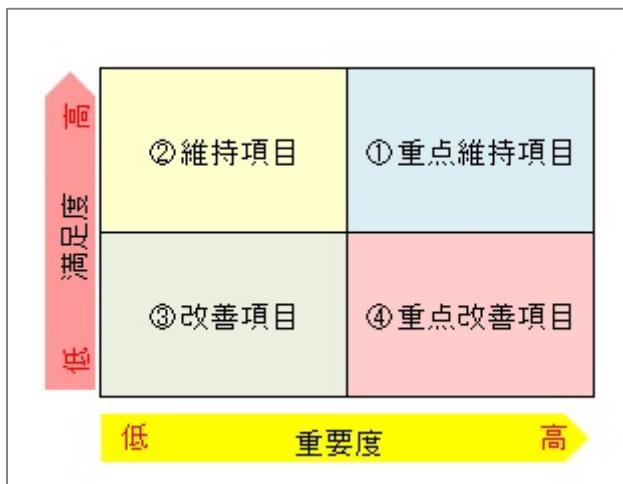 高
満足度
低
②維持項目
①重点維持項目
③改善項目
④重点改善項目
低
重要度
高